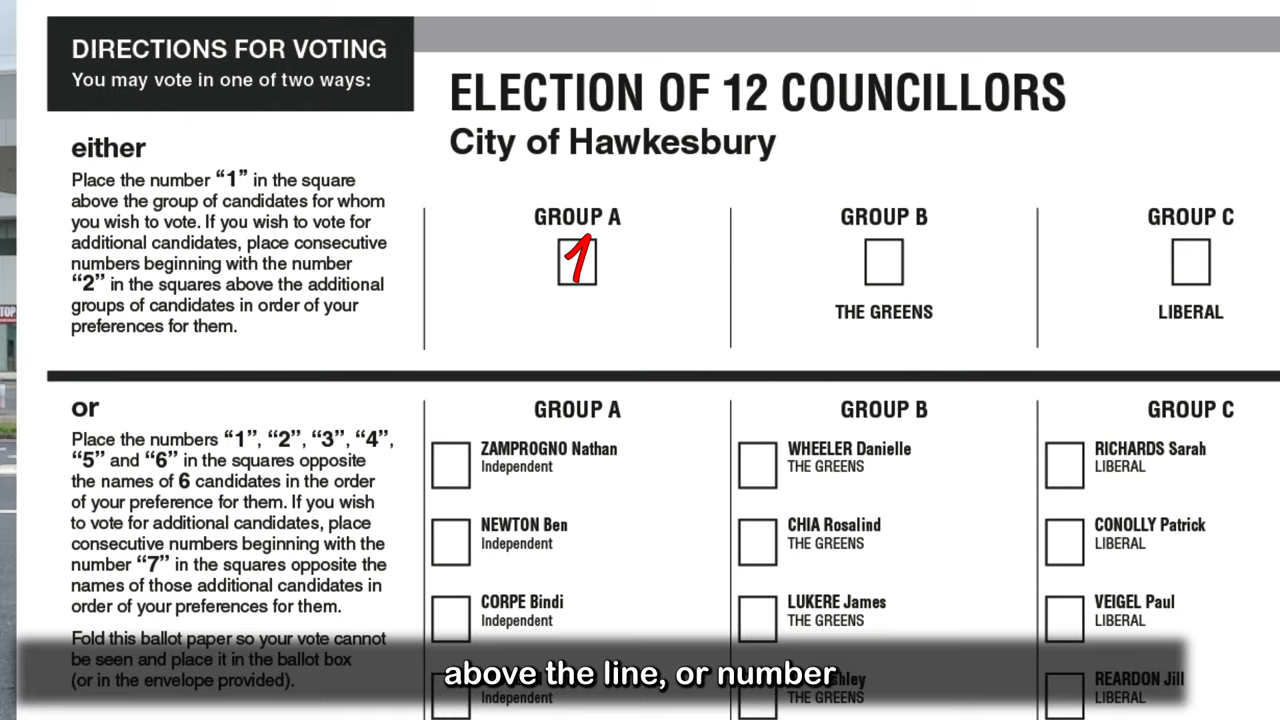 DIRECTIONS FOR VOTING
You may vote in one of two ways:
either
Place the number “1” in the square
above the group of candidates for whom
you wish to vote. If you wish to vote for
additional candidates, place consecutive
numbers beginning with the number
“2” in the squares above the additional
groups of candidates in order of your
preferences for them.
or
Place the numbers “1”, “2”, “3”, “4”,
“5” and “6” in the squares opposite
the names of 6 candidates in the order
of your preference for them. If you wish
to vote for additional candidates, place
consecutive numbers beginning with the
number “7” in the squares opposite the
names of those additional candidates in
order of your preferences for them.
Fold this ballot paper so your vote cannot
be seen and place it in the ballot box
(or in the envelope provided).
ELECTION OF 12 COUNCILLORS
City of Hawkesbury
GROUP A
1
GROUP B
THE GREENS
GROUP C
LIBERAL
GROUP A
ZAMPROGNO Nathan
Independent
NEWTON Ben
Independent
CORPE Bindi
Independent
Independent
GROUP B
WHEELER Danielle
THE GREENS
CHIA Rosalind
THE GREENS
LUKERE James
THE GREENS
THE GREENS
GROUP C
RICHARDS Sarah
LIBERAL
CONOLLY Patrick
LIBERAL
VEIGEL Paul
LIBERAL
REARDON Jill
LIBERAL
above the line, or number